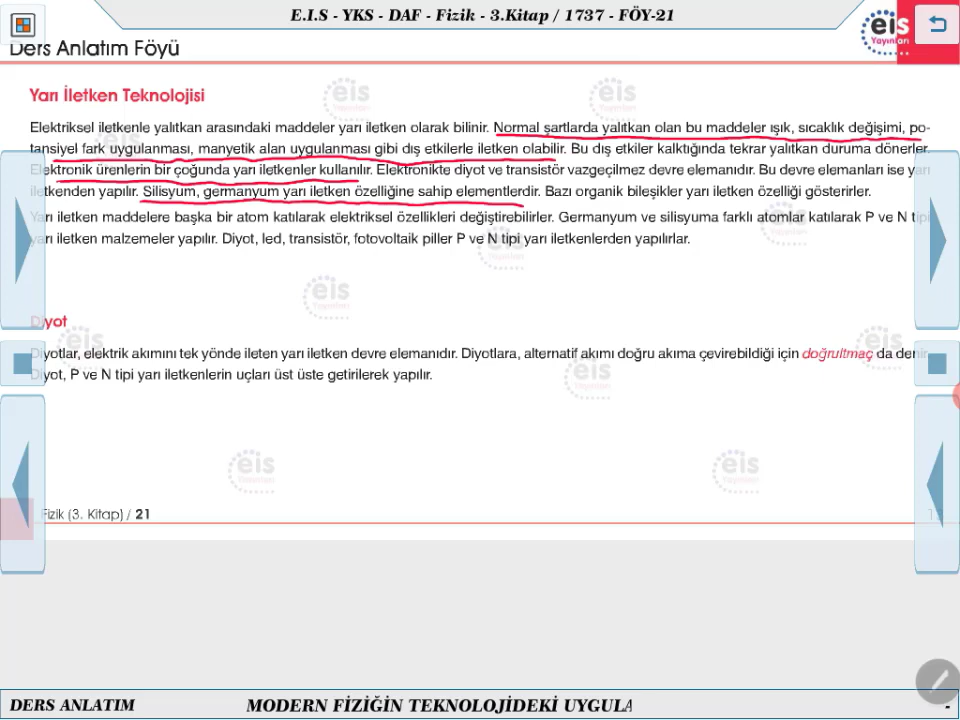 E.I.S - YKS - DAF - Fizik - 3.Kitap / 1737 - FÖY-21
eis
Yayınları
Ders Anlatım Föyü
Yarı İletken Teknolojisi
Elektriksel iletkenle yalıtkan arasındaki maddeler yarı iletken olarak bilinir. Normal şartlarda yalıtkan olan bu maddeler ışık, sıcaklık değişimi, po-
tansiyel fark uygulanması, manyetik alan uygulanması gibi dış etkilerle iletken olabilir. Bu dış etkiler kalktığında tekrar yalıtkan duruma dönerler.
Elektronik ürenlerin bir çoğunda yarı iletkenler kullanılır. Elektronikte diyot ve transistör vazgeçilmez devre elemanıdır. Bu devre elemanları ise yarı
iletkenden yapılır. Silisyum, germanyum yarı iletken özelliğine sahip elementlerdir. Bazı organik bileşikler yarı iletken özelliği gösterirler.
Yarı iletken maddelere başka bir atom katılarak elektriksel özellikleri değiştirebilirler. Germanyum ve silisyuma farklı atomlar katılarak P ve N tipi
yarı iletken malzemeler yapılır. Diyot, led, transistör, fotovoltaik piller P ve N tipi yarı iletkenlerden yapılırlar.
Diyot
Diyotlar, elektrik akımını tek yönde ileten yarı iletken devre elemanıdır. Diyotlara, alternatif akımı doğru akıma çevirebildiği için doğrultmaç da denir.
Diyot, P ve N tipi yarı iletkenlerin uçları üst üste getirilerek yapılır.
Fizik (3. Kitap) / 21
DERS ANLATIM
MODERN FİZİĞİN TEKNOLOJİDEKİ UYGULA
-